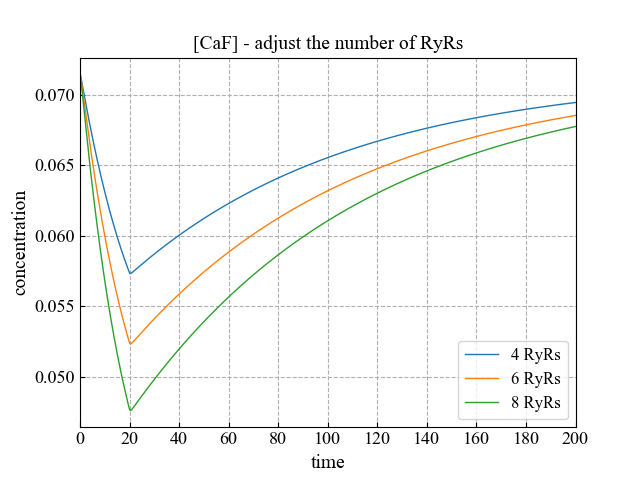 [CaF] - adjust the number of RyRs
concentration
0.070
0.065
0.060
0.055
0.050
0 20 40 60 80 100 120 140 160 180 200
time
4 RyRs
6 RyRs
8 RyRs